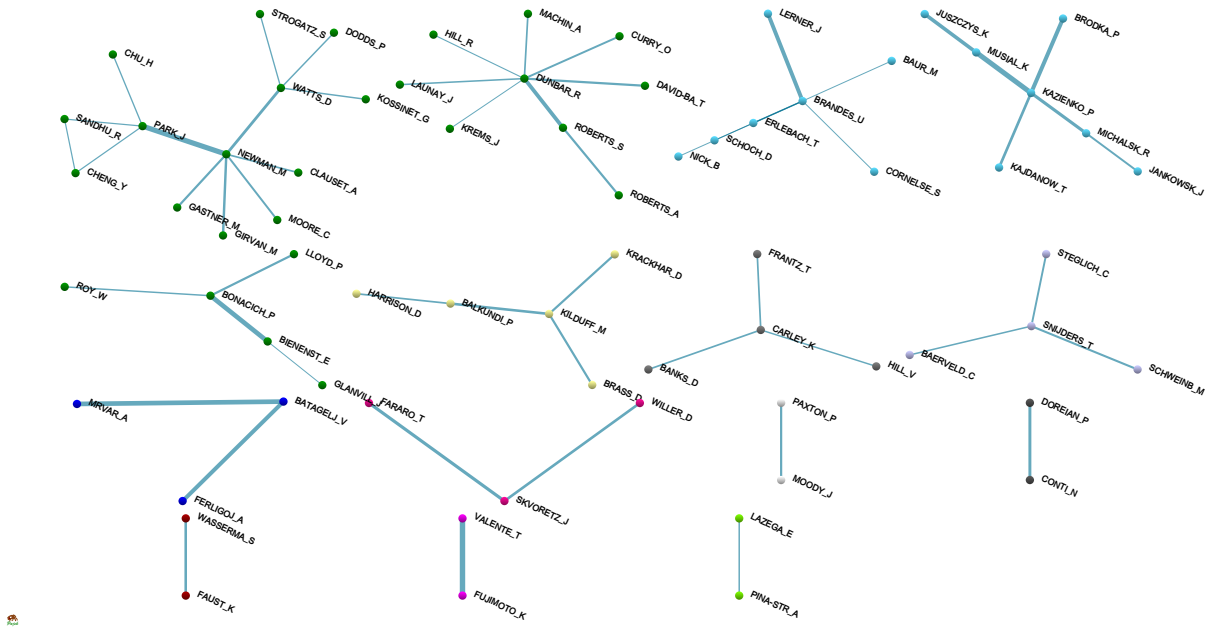 STROGATZ_S
DODDS_P
CHU_H
WATTS_D
KOSSINET_G
SANDHU_R
PARK_J
NEWMAN_M
CHENG_Y
CLAUSET_A
GASTNER_M
GIRVAN_M
MOORE_C
MACHIN_A
HILL_R
CURRY_O
LAUNAY_J
DUNBAR_R
DAVID-BA_T
KREMS_J
ROBERTS_S
ROBERTS_A
LERNER_J
BAUR_M
BRANDES_U
ERLEBACH_T
SCHOCH_D
NICK_B
CORNELSE_S
JUSZCZYS_K
BRODKA_P
MUSIAL_K
KAZIENKO_P
MICHALSK_R
KAJDANOW_T
JANKOWSK_J
LLOYD_P
ROY_W
BONACICH_P
BIENENST_E
GLANVILL_J
KRACKHAR_D
HARRISON_D
BALKUNDI_P
KILDUFF_M
BRASS_D
FRANTZ_T
CARLEY_K
BANKS_D
HILL_V
STEGLICH_C
SNIJDERS_T
BAERVELD_C
SCHWEINB_M
MRVAR_A
BATAGELJ_V
FERLIGOJ_A
FARARO_T
WILLER_D
SKVORETZ_J
PAXTON_P
MOODY_J
DOREIAN_P
CONTI_N
WASSERMA_S
FAUST_K
VALENTE_T
FUJIMOTO_K
LAZEGA_E
PINA-STR_A